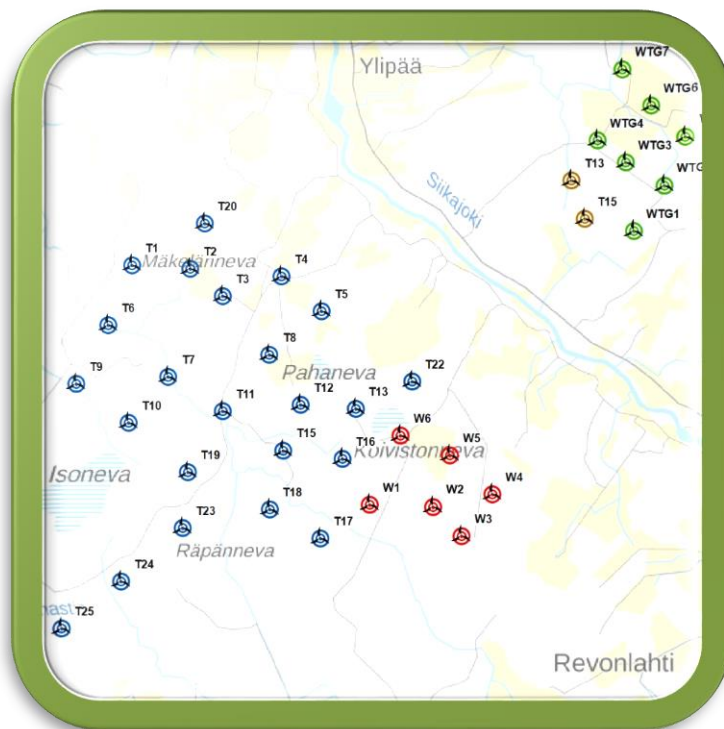 Ylipää
WTG7
WTG6
WTG4
WTG3
T13
WTG
T15
Siikajoki
WTG1
T20
T1
T2
Mäkelärinneva
T4
T3
T5
T6
T8
T7
Pahaneva
T22
T9
T12
T13
T10
T11
W6
T15
T16
W5
Koivistonneva
Isoneva
T19
W1
W2
W4
T18
T23
W3
T17
Räpänneva
T24
T25
Revonlahti